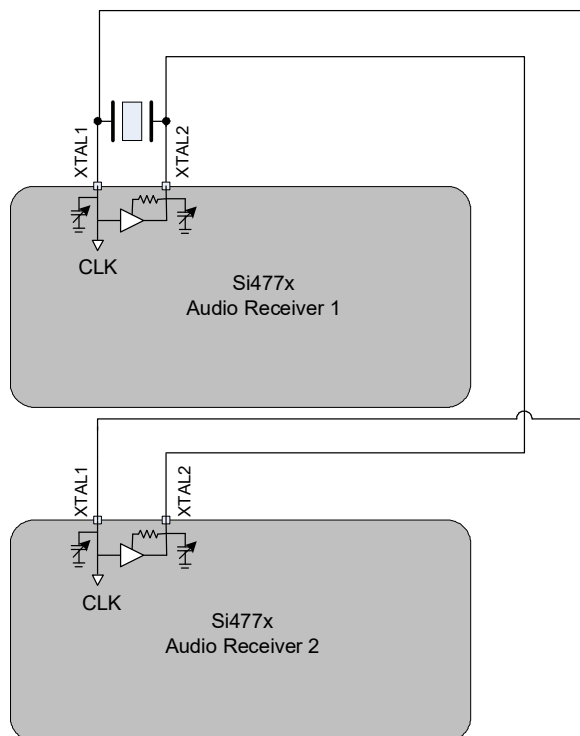 XTAL1
XTAL2
CLK
Si477x
Audio Receiver 1
XTAL1
XTAL2
CLK
Si477x
Audio Receiver 2